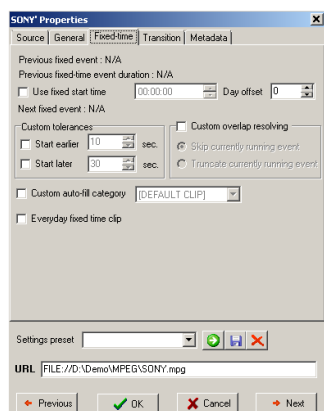 SONY' Properties
Source General Fixed-time Transition Metadata
Previous fixed event : N/A
Previous fixed-time event duration : N/A
Use fixed start time 00:00:00 Day offset 0
Next fixed event : N/A
Custom tolerances
Start earlier 10 sec.
Start later 30 sec.
Custom overlap resolving
Skip currently running event
Truncate currently running event
Custom auto-fill category [DEFAULT CLIP]
Everyday fixed time clip
Settings preset
URL FILE://D:\Demo\MPEG\SONY.mpg
Previous OK Cancel Next